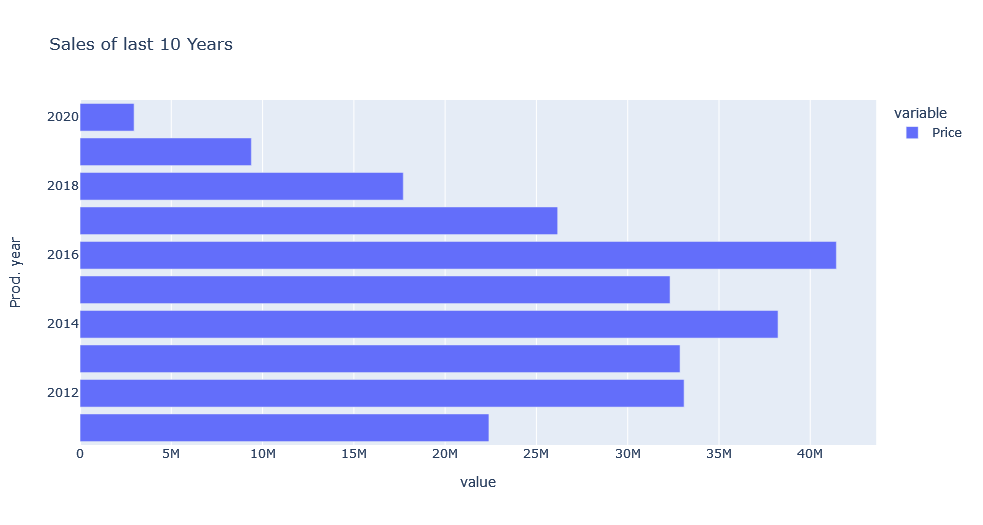 Sales of last 10 Years
variable
Price
Prod. year
2020
2018
2016
2014
2012
0 5M 10M 15M 20M 25M 30M 35M 40M
value